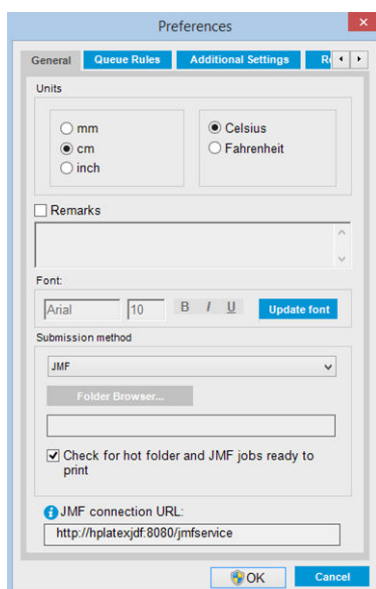 Preferences
General Queue Rules Additional Settings
Units
mm
cm
inch
Celsius
Fahrenheit
Remarks
Font:
Arial 10 B I U Update font
Submission method
JMF
Folder Browser...
Check for hot folder and JMF jobs ready to
print
JMF connection URL:
http://hplatexjdf:8080/jmfservice
OK Cancel